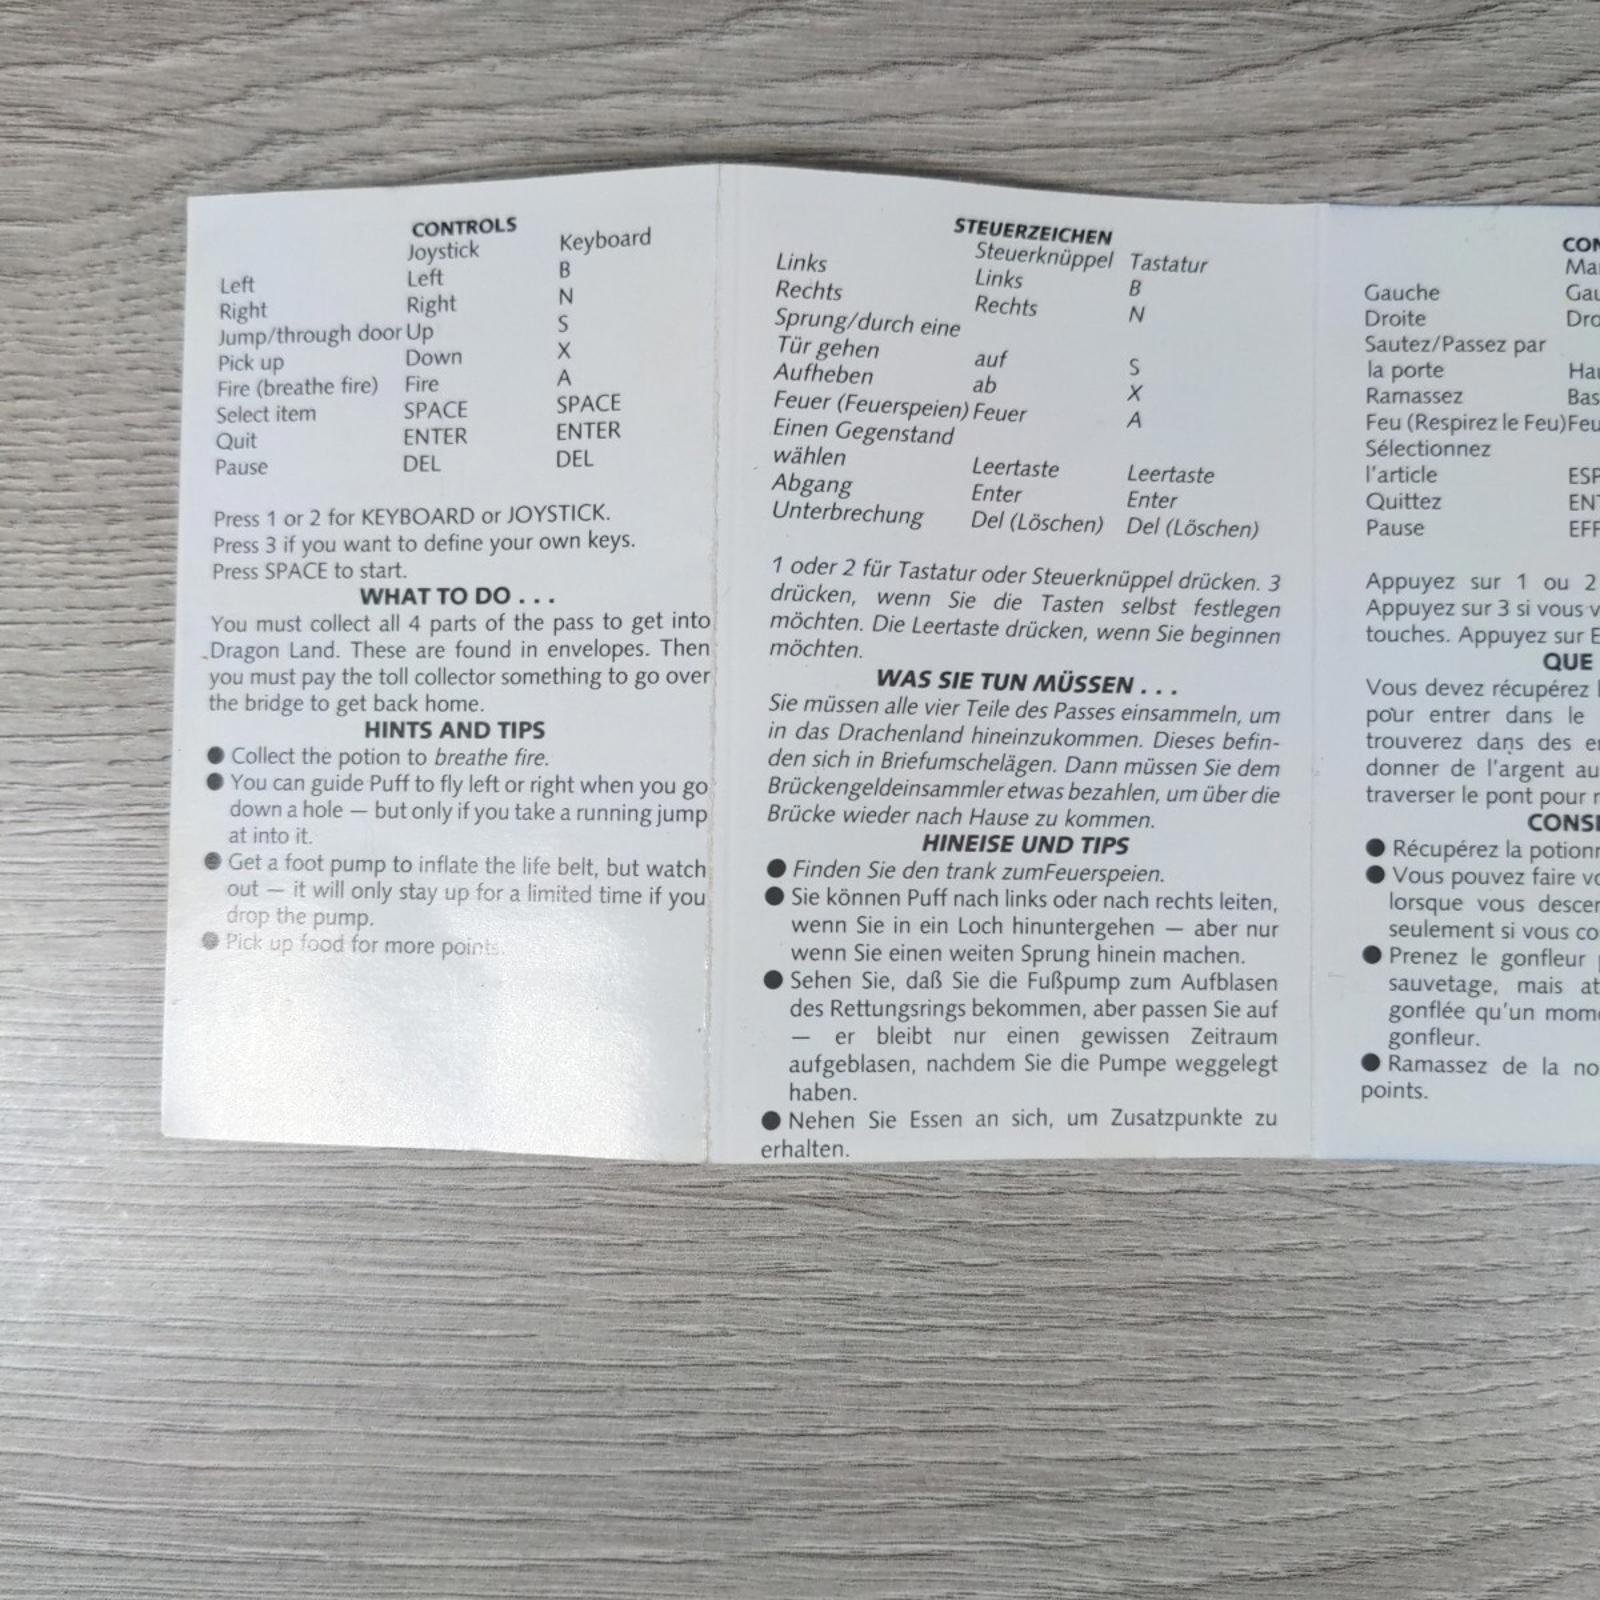 CONTROLS
Joystick Keyboard
Left Left B
Right Right N
Jump/through door Up S
Pick up Down X
Fire (breathe fire) Fire A
Select item SPACE SPACE
Quit ENTER ENTER
Pause DEL DEL
Press 1 or 2 for KEYBOARD or JOYSTICK.
Press 3 if you want to define your own keys.
Press SPACE to start.
WHAT TO DO . . .
You must collect all 4 parts of the pass to get into
Dragon Land. These are found in envelopes. Then
you must pay the toll collector something to go over
the bridge to get back home.
HINTS AND TIPS
● Collect the potion to breathe fire.
● You can guide Puff to fly left or right when you go
down a hole — but only if you take a running jump
at into it.
● Get a foot pump to inflate the life belt, but watch
out — it will only stay up for a limited time if you
drop the pump.
● Pick up food for more points.
STEUERZEICHEN
Steuerknüppel Tastatur
Links Links B
Rechts Rechts N
Sprung/durch eine
Tür gehen auf S
Aufheben ab X
Feuer (Feuerspeien) Feuer A
Einen Gegenstand
wählen Leertaste Leertaste
Abgang Enter Enter
Unterbrechung Del (Löschen) Del (Löschen)
1 oder 2 für Tastatur oder Steuerknüppel drücken. 3
drücken, wenn Sie die Tasten selbst festlegen
möchten. Die Leertaste drücken, wenn Sie beginnen
möchten.
WAS SIE TUN MÜSSEN . . .
Sie müssen alle vier Teile des Passes einsammeln, um
in das Drachenland hineinzukommen. Dieses befin-
den sich in Briefumschelägen. Dann müssen Sie dem
Brückengeldeinsammler etwas bezahlen, um über die
Brücke wieder nach Hause zu kommen.
HINEISE UND TIPS
● Finden Sie den trank zumFeuerspeien.
● Sie können Puff nach links oder nach rechts leiten,
wenn Sie in ein Loch hinuntergehen — aber nur
wenn Sie einen weiten Sprung hinein machen.
● Sehen Sie, daß Sie die Fußpump zum Aufblasen
des Rettungsrings bekommen, aber passen Sie auf
— er bleibt nur einen gewissen Zeitraum
aufgeblasen, nachdem Sie die Pumpe weggelegt
haben.
● Nehen Sie Essen an sich, um Zusatzpunkte zu
erhalten.
Gauche
Droite
Sautez/Passez par
la porte
Ramassez
Feu (Respirez le Feu)
Sélectionnez
l'article
Quittez
Pause
Appuyez sur 1 ou 2
Appuyez sur 3 si vous
touches. Appuyez sur
QUE
Vous devez récupérez
pour entrer dans le
trouverez dans des
donner de l'argent au
traverser le pont pour
● Récupérez la potion
● Vous pouvez faire
lorsque vous
seulement si vous
● Prenez le gonfleur
sauvetage, mais
gonflée qu'un
gonfleur.
● Ramassez de la
points.